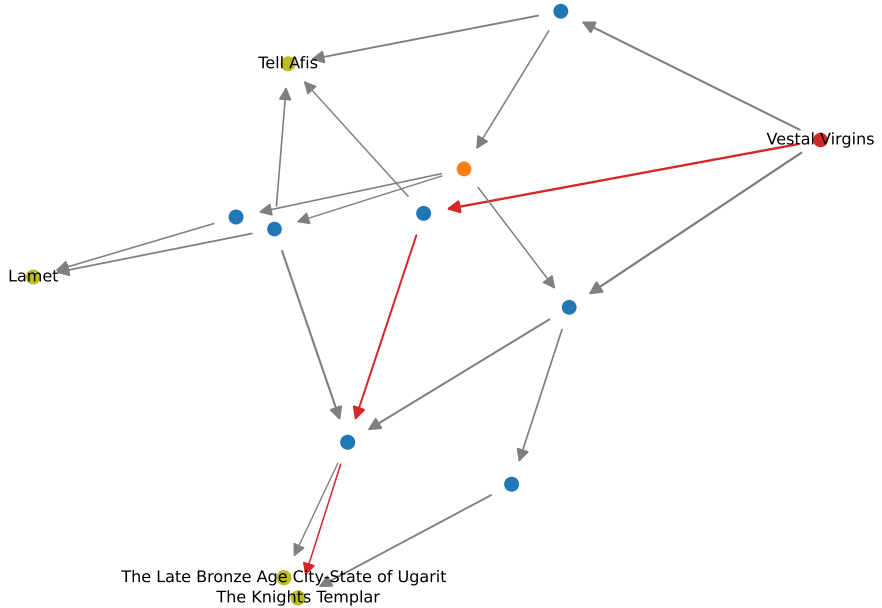 Tell Afis
Vestal Virgins
Lamet
The Late Bronze Age City-State of Ugarit
The Knights Templar